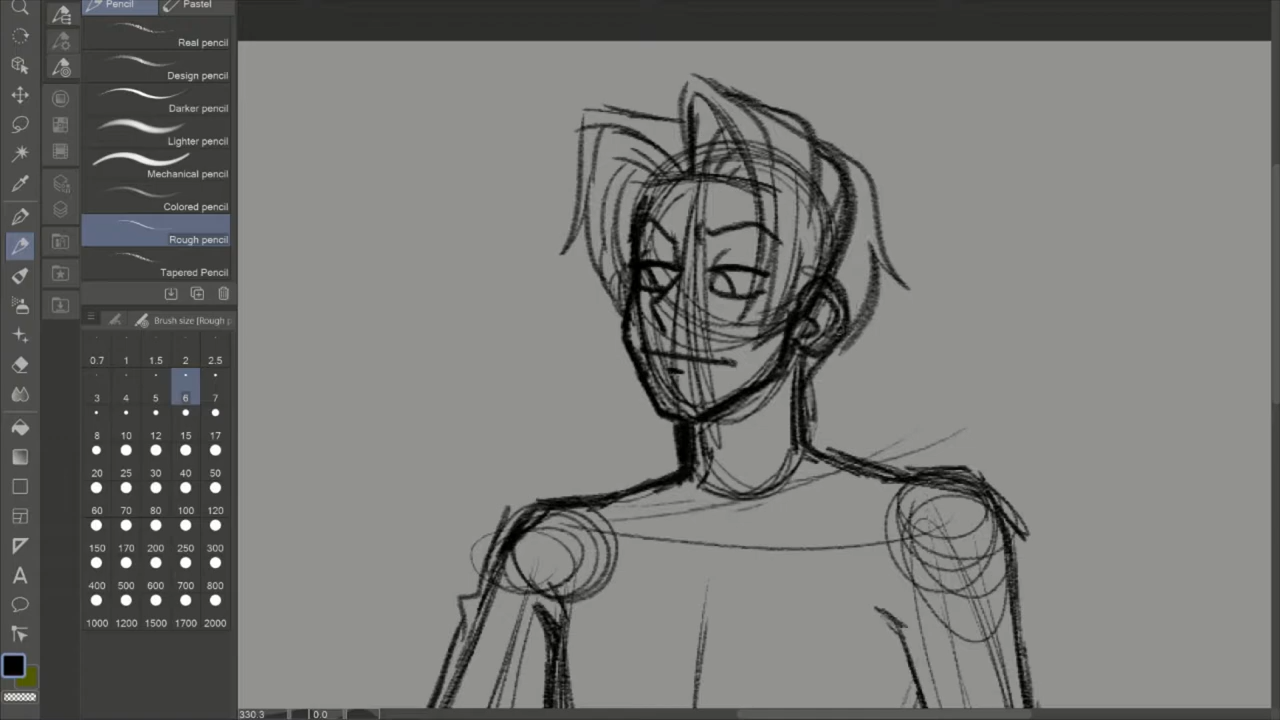 Pencil Pastel
Real pencil
Design pencil
Darker pencil
Lighter pencil
Mechanical pencil
Colored pencil
Rough pencil
Tapered Pencil
Brush size [Rough p
0.7 1 1.5 2 2.5
3 4 5 6 7
8 10 12 15 17
20 25 30 40 50
60 70 80 100 120
150 170 200 250 300
400 500 600 700 800
1000 1200 1500 1700 2000
330.3 0.0